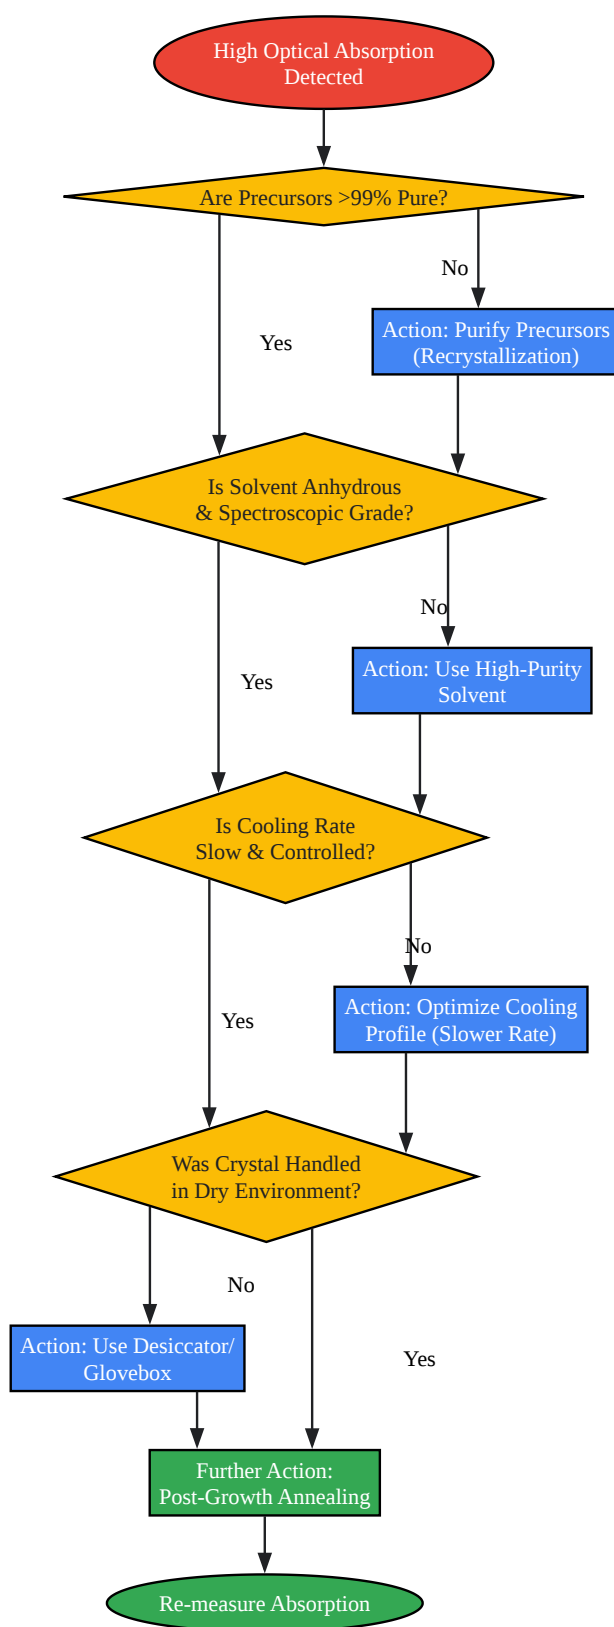 High Optical Absorption
Detected
Are Precursors >99% Pure?
No
Action: Purify Precursors
(Recrystallization)
Yes
Is Solvent Anhydrous
& Spectroscopic Grade?
No
Action: Use High-Purity
Solvent
Yes
Is Cooling Rate
Slow & Controlled?
No
Action: Optimize Cooling
Profile (Slower Rate)
Yes
Was Crystal Handled
in Dry Environment?
No
Action: Use Desiccator/
Glovebox
Yes
Further Action:
Post-Growth Annealing
Re-measure Absorption